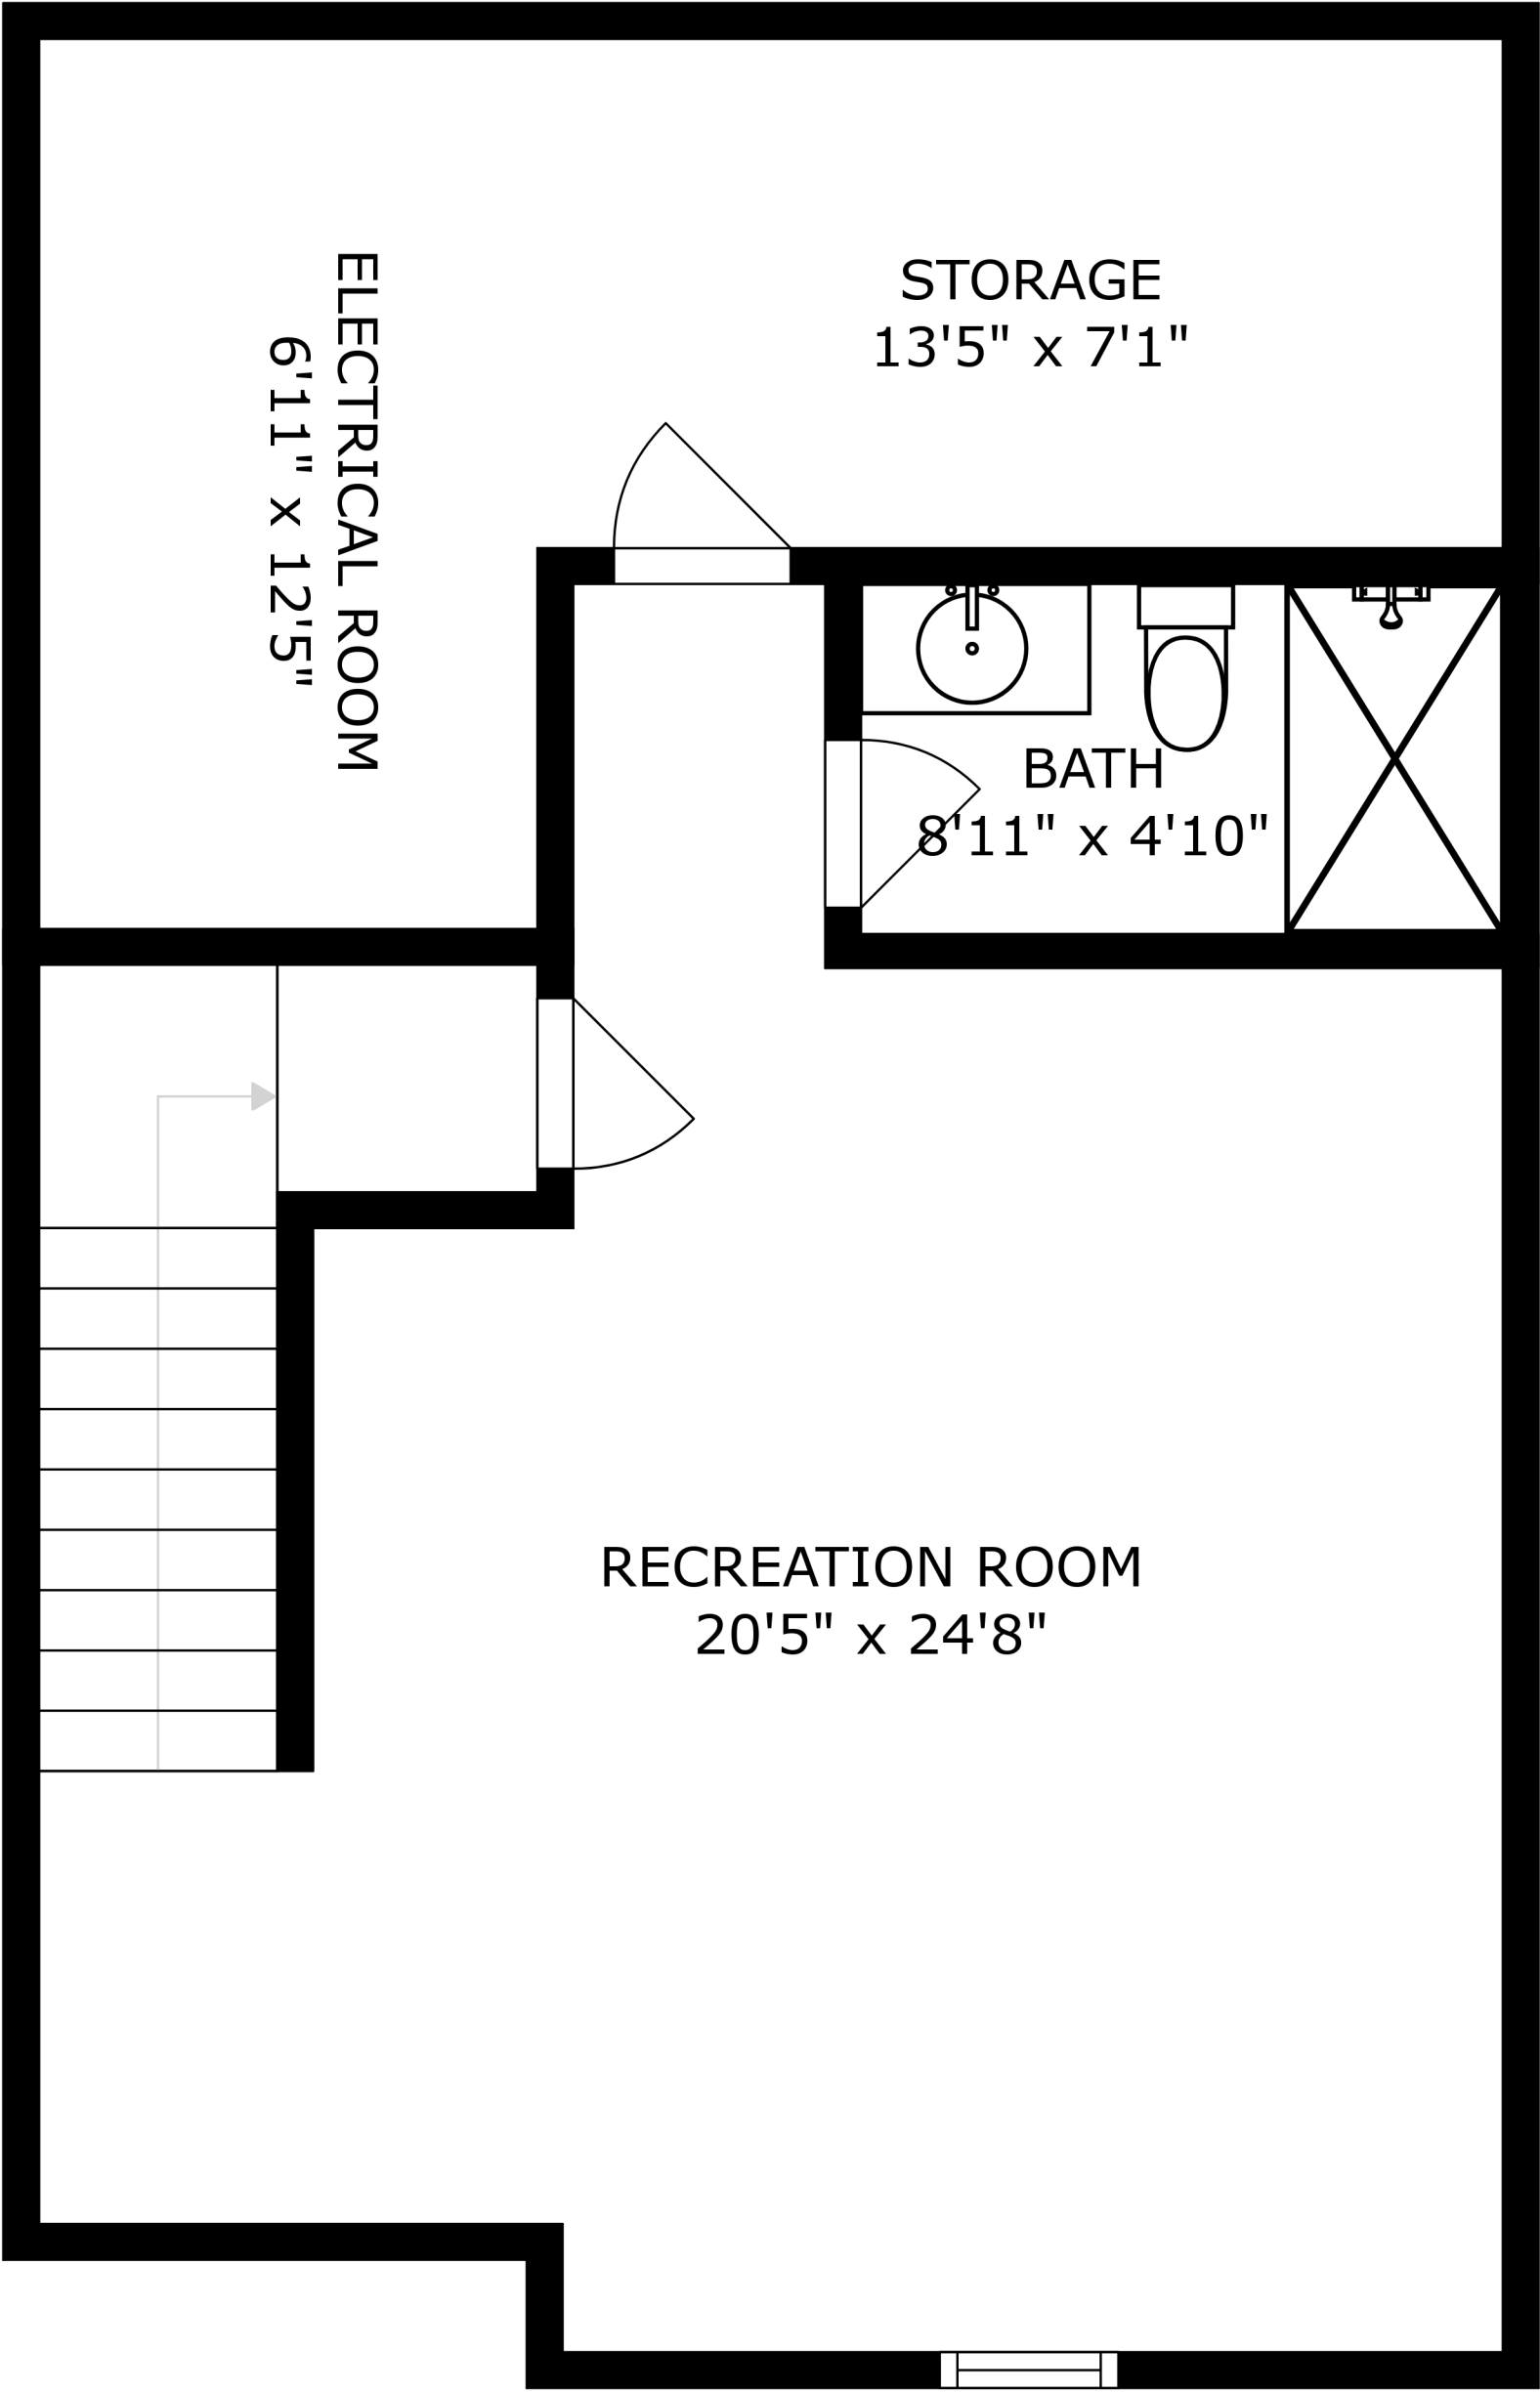 STORAGE
13'5" x 7'1"
ELECTRICAL ROOM
6'11" x 12'5"
BATH
8'11" x 4'10"
RECREATION ROOM
20'5" x 24'8"